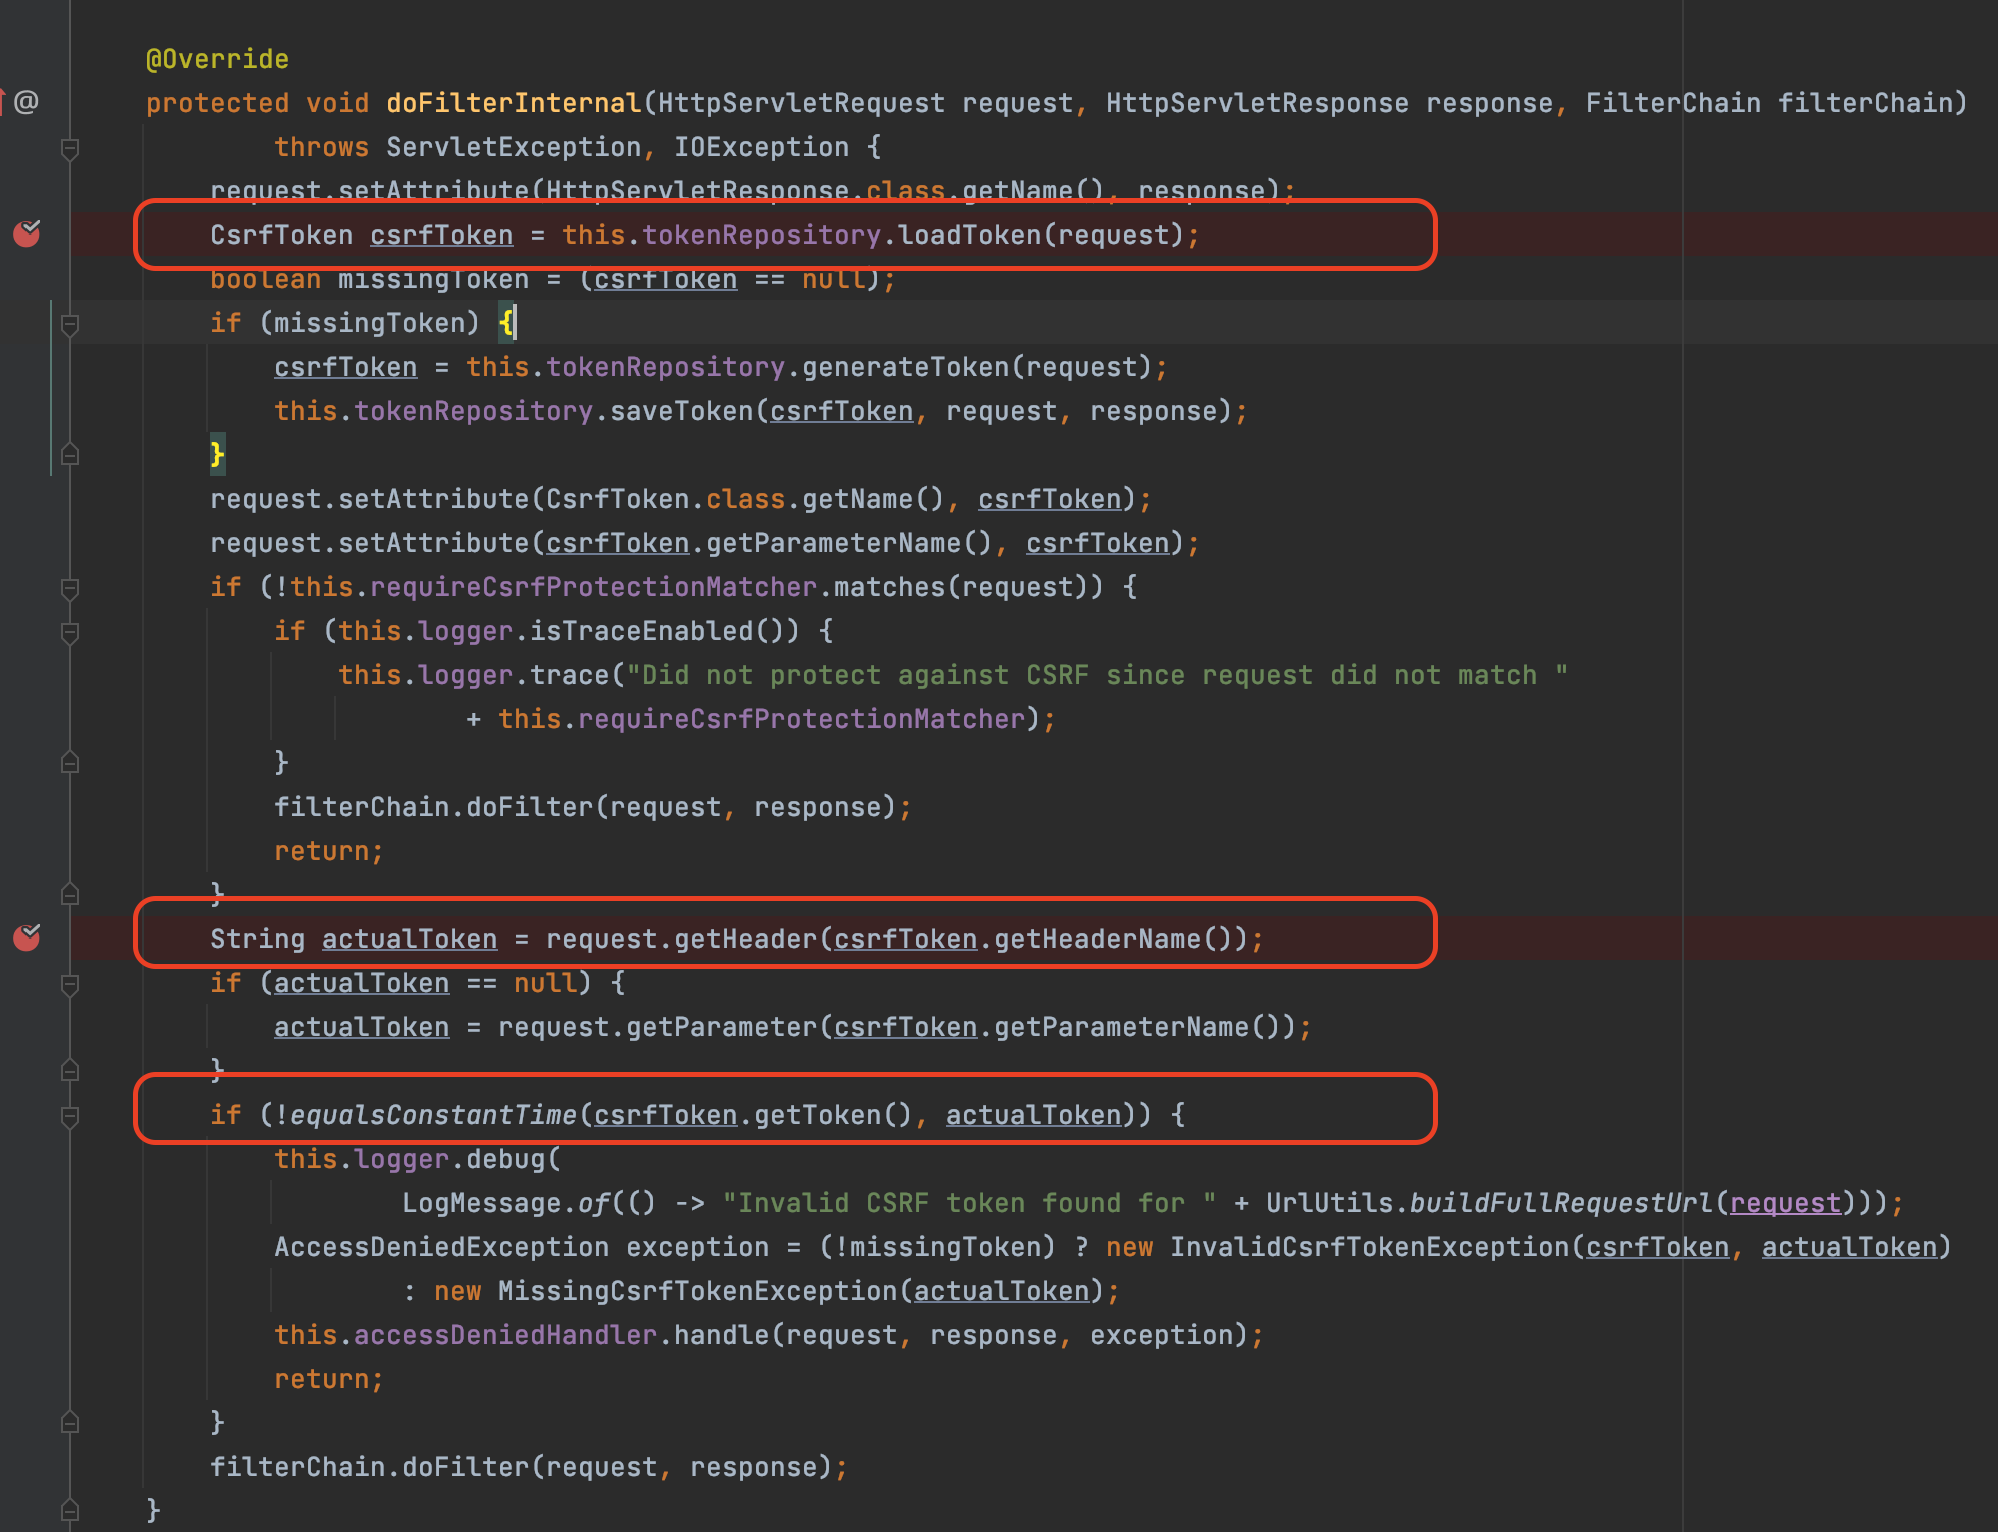 @Override
@ protected void doFilterInternal(HttpServletRequest request, HttpServletResponse response, FilterChain filterChain)
throws ServletException, IOException {
request.setAttribute(HttpServletResponse.class.getName(), response);
CsrfToken csrfToken = this.tokenRepository.loadToken(request);
boolean missingToken = (csrfToken == null);
if (missingToken) {
csrfToken = this.tokenRepository.generateToken(request);
this.tokenRepository.saveToken(csrfToken, request, response);
}
request.setAttribute(CsrfToken.class.getName(), csrfToken);
request.setAttribute(csrfToken.getParameterName(), csrfToken);
if (!this.requireCsrfProtectionMatcher.matches(request)) {
if (this.logger.isTraceEnabled()) {
this.logger.trace("Did not protect against CSRF since request did not match "
+ this.requireCsrfProtectionMatcher);
}
filterChain.doFilter(request, response);
return;
}
String actualToken = request.getHeader(csrfToken.getHeaderName());
if (actualToken == null) {
actualToken = request.getParameter(csrfToken.getParameterName());
}
if (!equalsConstantTime(csrfToken.getToken(), actualToken)) {
this.logger.debug(
LogMessage.of(() -> "Invalid CSRF token found for " + UrlUtils.buildFullRequestUrl(request)));
AccessDeniedException exception = (!missingToken) ? new InvalidCsrfTokenException(csrfToken, actualToken)
: new MissingCsrfTokenException(actualToken);
this.accessDeniedHandler.handle(request, response, exception);
return;
}
filterChain.doFilter(request, response);
}